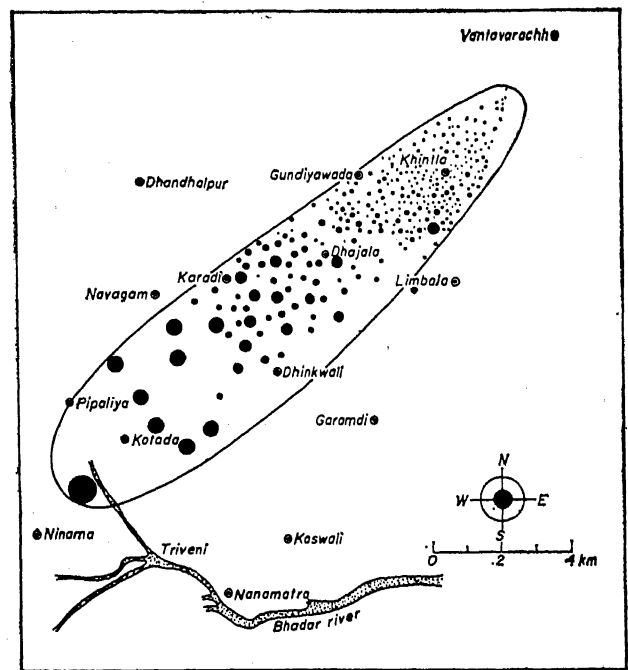 Vantavarachh
Khintla
Gundiyawada
Dhandhalpur
Dhajala
Karadi
Limbala
Navagam
Dhinkwali
Pipaliya
Garamdi
Kotada
N
W E
S
Ninama
Triveni
Koswali
0 .2 4 km
Nanamatra
Bhadar river